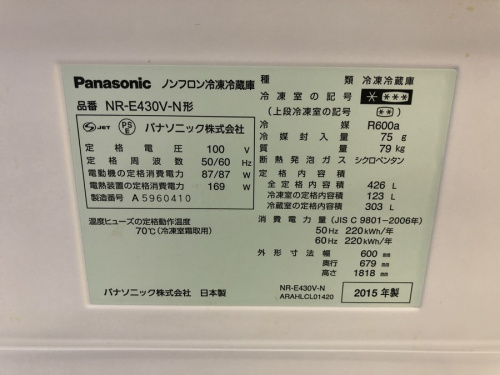 Panasonic ノンフロン冷凍冷蔵庫
品番 NR-E430V-N形
S JET PS E パナソニック株式会社
定格電圧 100 V
定格周波数 50/60 Hz
電動機の定格消費電力 87/87 W
電熱装置の定格消費電力 169 W
製造番号 A 5960410
温度ヒューズの定格動作温度
70℃(冷凍室霜取用)
パナソニック株式会社 日本製
種類 冷凍冷蔵庫
冷凍室の記号 * ***
(上段冷凍室の記号) **
冷媒 R600a
冷媒封入量 75 g
質量 79 kg
断熱発泡ガス シクロペンタン
定格内容積
全定格内容積 426 L
冷凍室の定格内容積 123 L
冷蔵室の定格内容積 303 L
消費電力量 (JIS C 9801-2006年)
50Hz 220kWh/年
60Hz 220kWh/年
外形寸法 幅 600 mm
奥行 679 mm
高さ 1818 mm
NR-E430V-N
ARAHLCL01420
2015年製